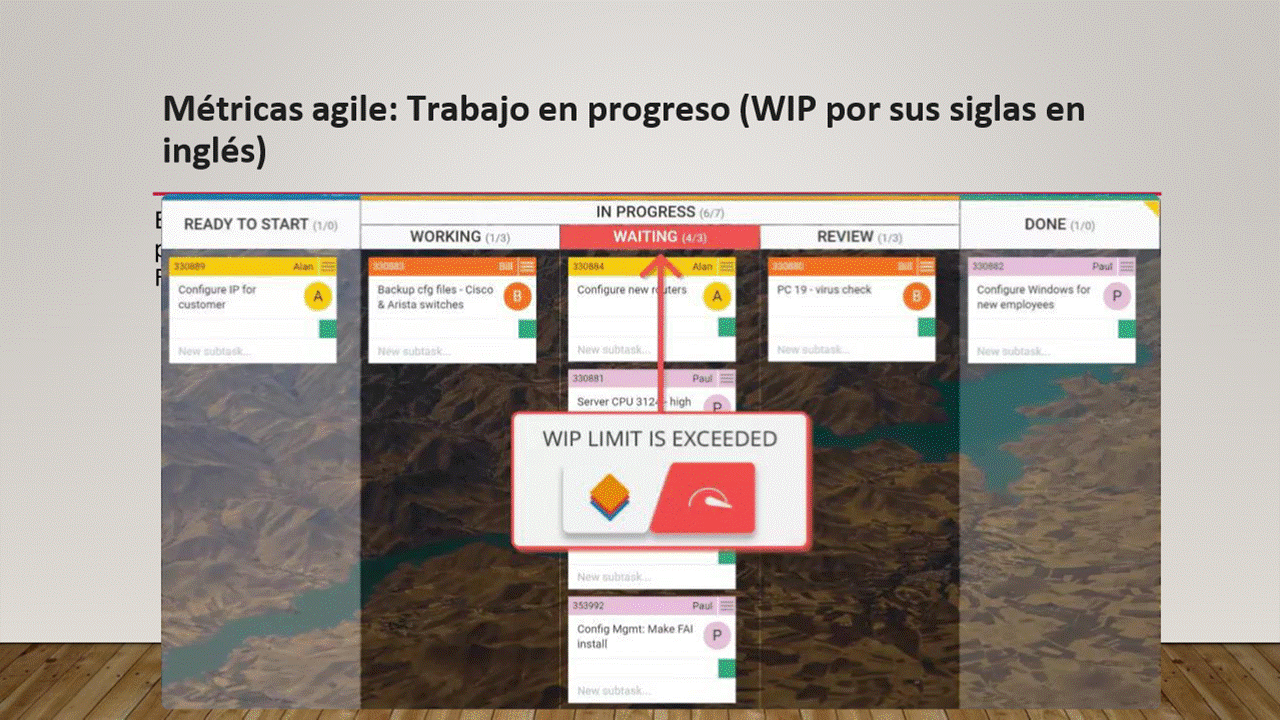 Métricas agile: Trabajo en progreso (WIP por sus siglas en
inglés)
READY TO START (1/0)
IN PROGRESS (6/7)
WORKING (1/3)
WAITING (4/3)
REVIEW (1/3)
DONE (1/0)
330889 Alan
Configure IP for
customer
A
New subtask...
330883 Bill
Backup cfg files - Cisco
& Arista switches
B
New subtask...
330884 Alan
Configure new routers
A
New subtask...
330881 Paul
Server CPU 3124 - high
P
WIP LIMIT IS EXCEEDED
New subtask...
353992 Paul
Config Mgmt: Make FAI
install
P
New subtask...
330880 Bill
PC 19 - virus check
B
New subtask...
330882 Paul
Configure Windows for
new employees
P
New subtask...